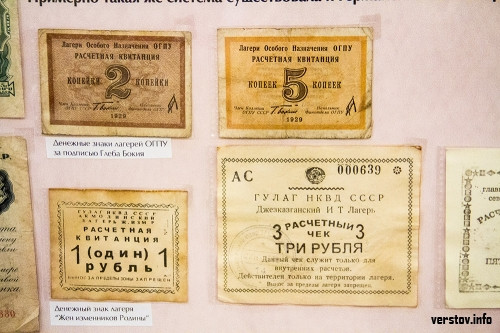 Примерно такая же система существовала и
Лагери Особого Назначения ОГПУ
РАСЧЕТНАЯ КВИТАНЦИЯ
2
КОПЕЙКИ КОПЕЙКИ
1929
Лагери Особого Назначения ОГПУ
РАСЧЕТНАЯ КВИТАНЦИЯ
5
КОПЕЕК КОПЕЕК
1929
Денежные знаки лагерей ОГПУ
за подписью Глеба Бокия
ГУЛАГ НКВД СССР
РАСЧЕТНАЯ
КВИТАНЦИЯ
1 (один) 1
РУБЛЬ
Денежный знак лагеря
"Жен изменников Родины"
АС 000639
ГУЛАГ НКВД СССР
Джезказганский И Т Лагерь
РАСЧЕТНЫЙ
3 ЧЕК 3
ТРИ РУБЛЯ
Данный чек служит только для
внутренних расчетов.
Действителен только на территории лагеря.
Вынос за пределы лагеря запрещен.
verstov.info